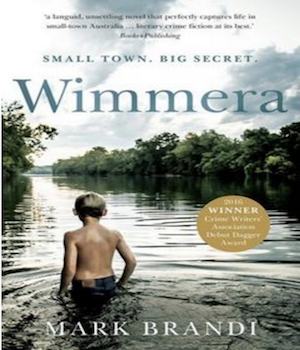 'a languid, unsettling novel that perfectly captures life in
small-town Australia ... literary crime fiction at its best.'
Books+Publishing
SMALL TOWN. BIG SECRET.
Wimmera
2016
WINNER
Crime Writers'
Association
Debut Dagger
Award
MARK BRANDI